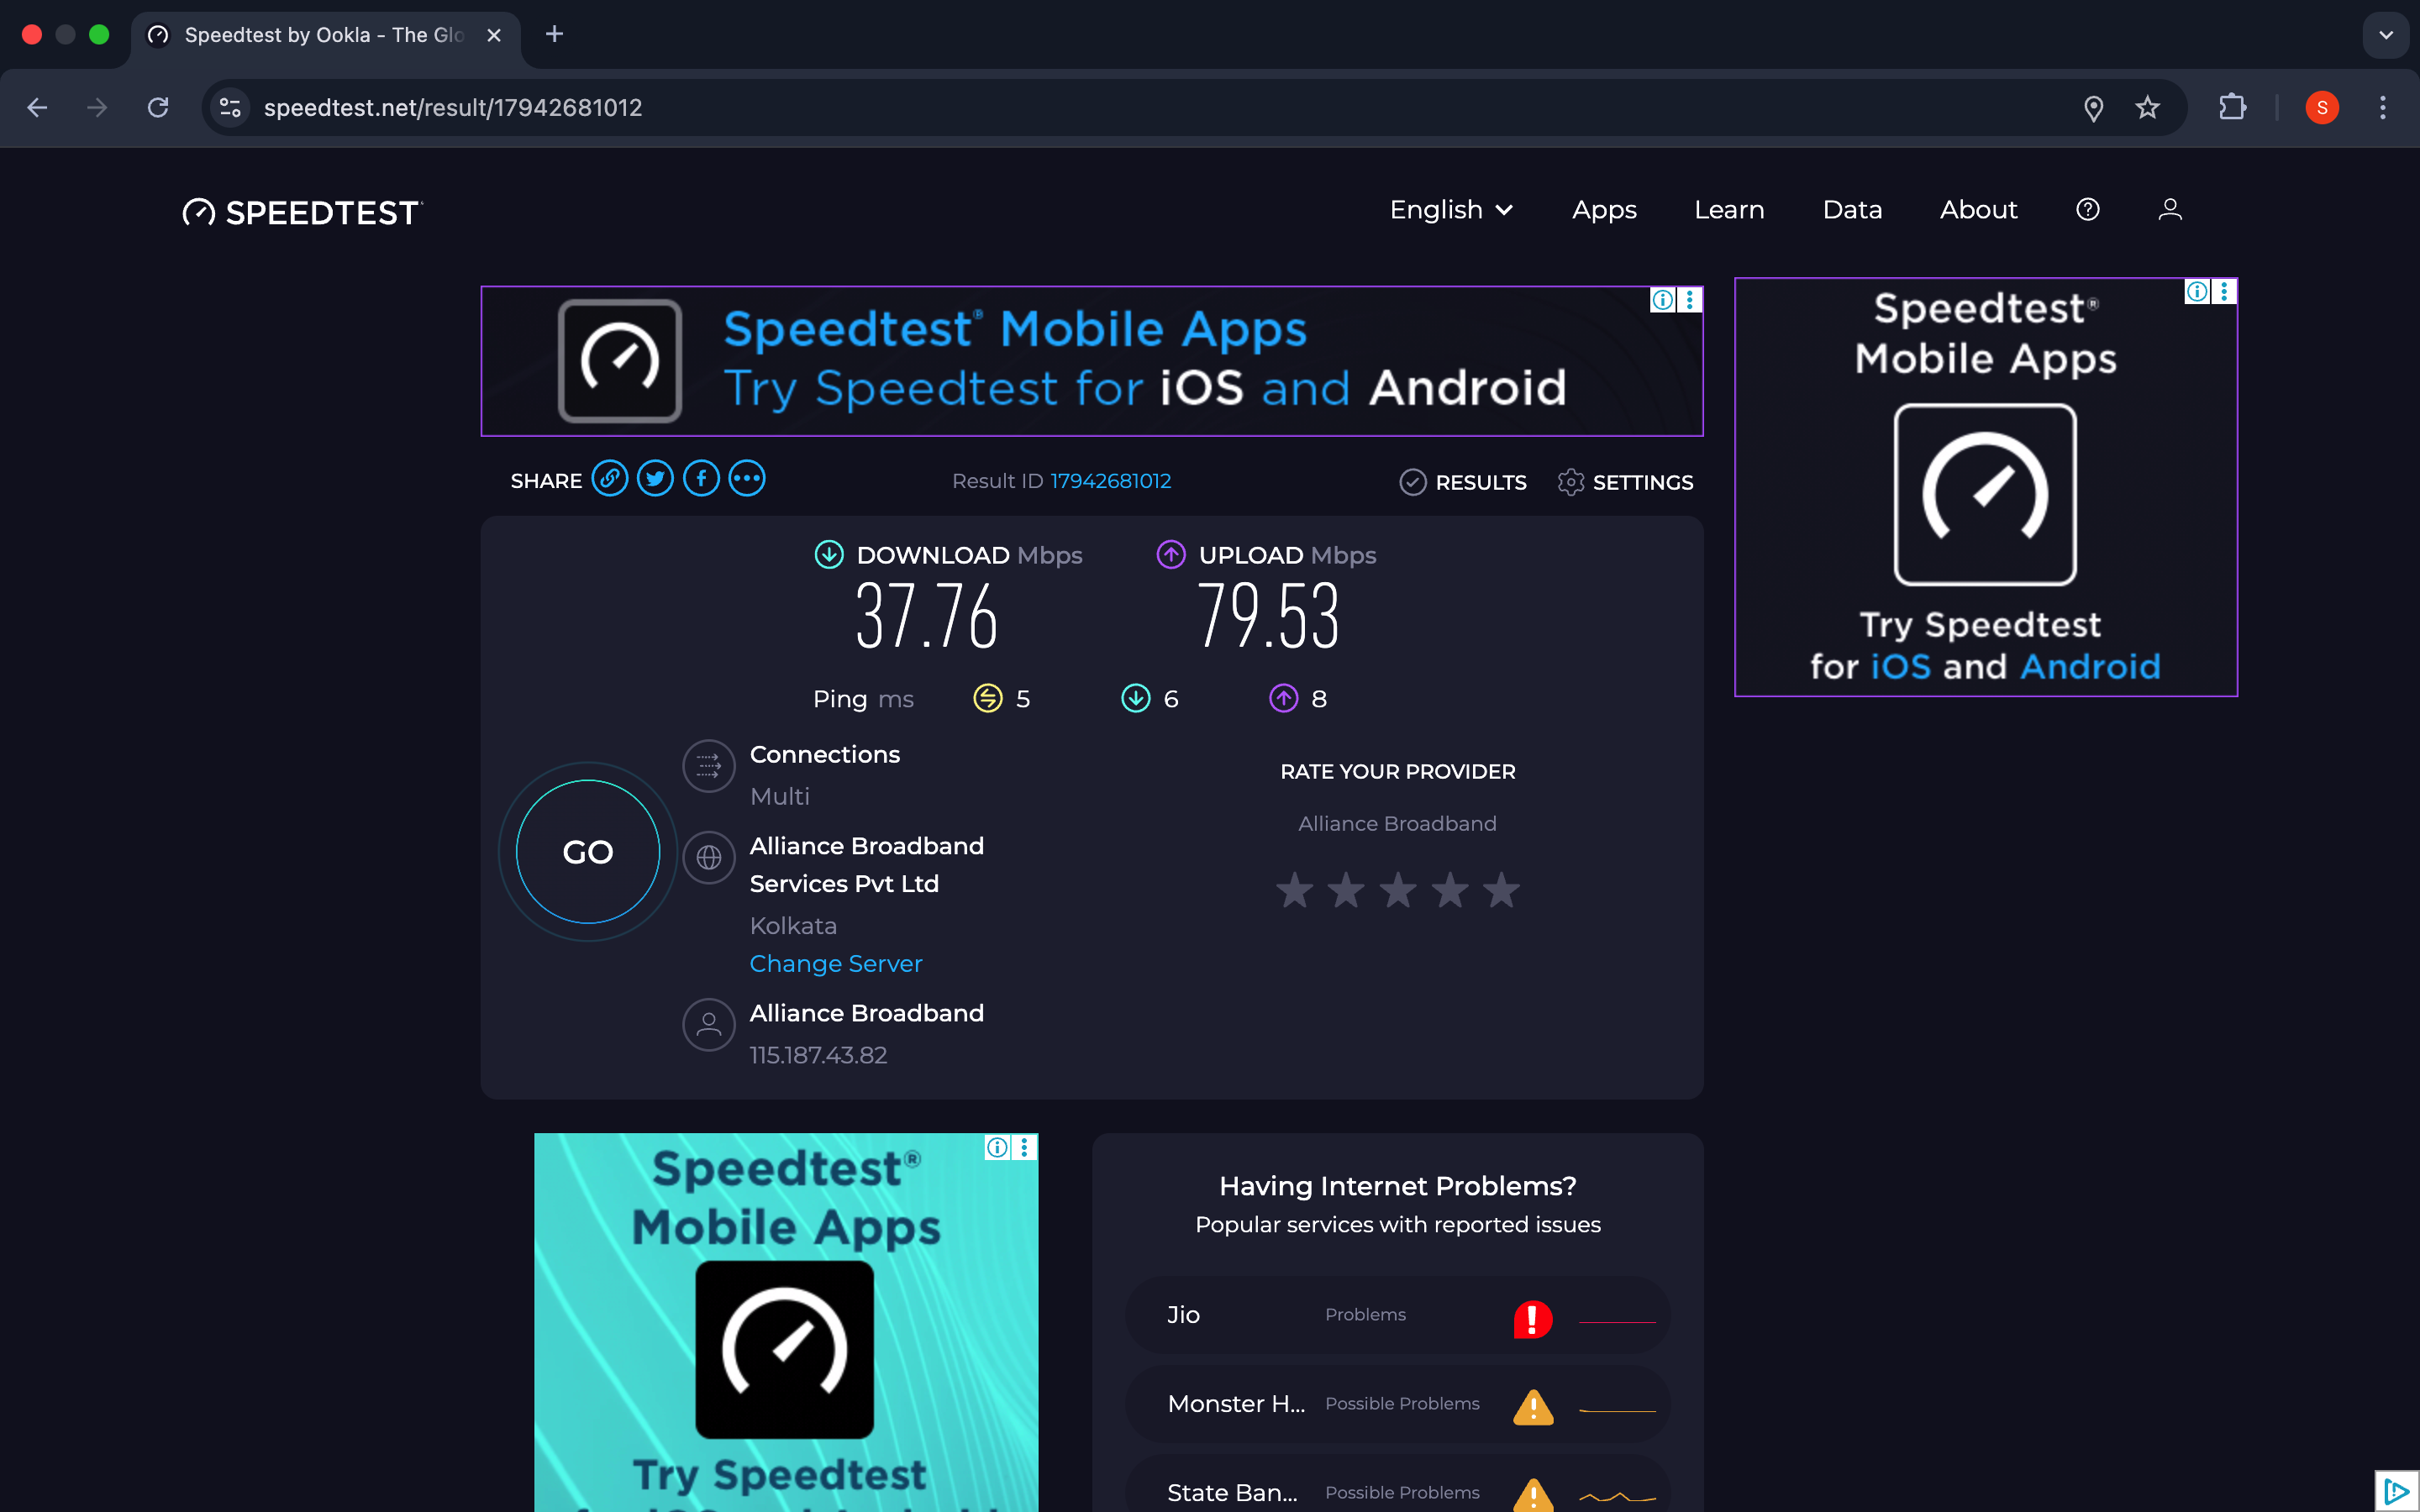 Speedtest by Ookla - The Glo
speedtest.net/result/17942681012
S
SPEEDTEST
English Apps Learn Data About
Speedtest® Mobile Apps
Try Speedtest for iOS and Android
Speedtest®
Mobile Apps
Try Speedtest
for iOS and Android
SHARE Result ID 17942681012 RESULTS SETTINGS
DOWNLOAD Mbps UPLOAD Mbps
37.76 79.53
Ping ms 5 6 8
GO
Connections
Multi
Alliance Broadband
Services Pvt Ltd
Kolkata
Change Server
Alliance Broadband
115.187.43.82
RATE YOUR PROVIDER
Alliance Broadband
Speedtest®
Mobile Apps
Try Speedtest
Having Internet Problems?
Popular services with reported issues
Jio Problems
Monster H... Possible Problems
State Ban... Possible Problems